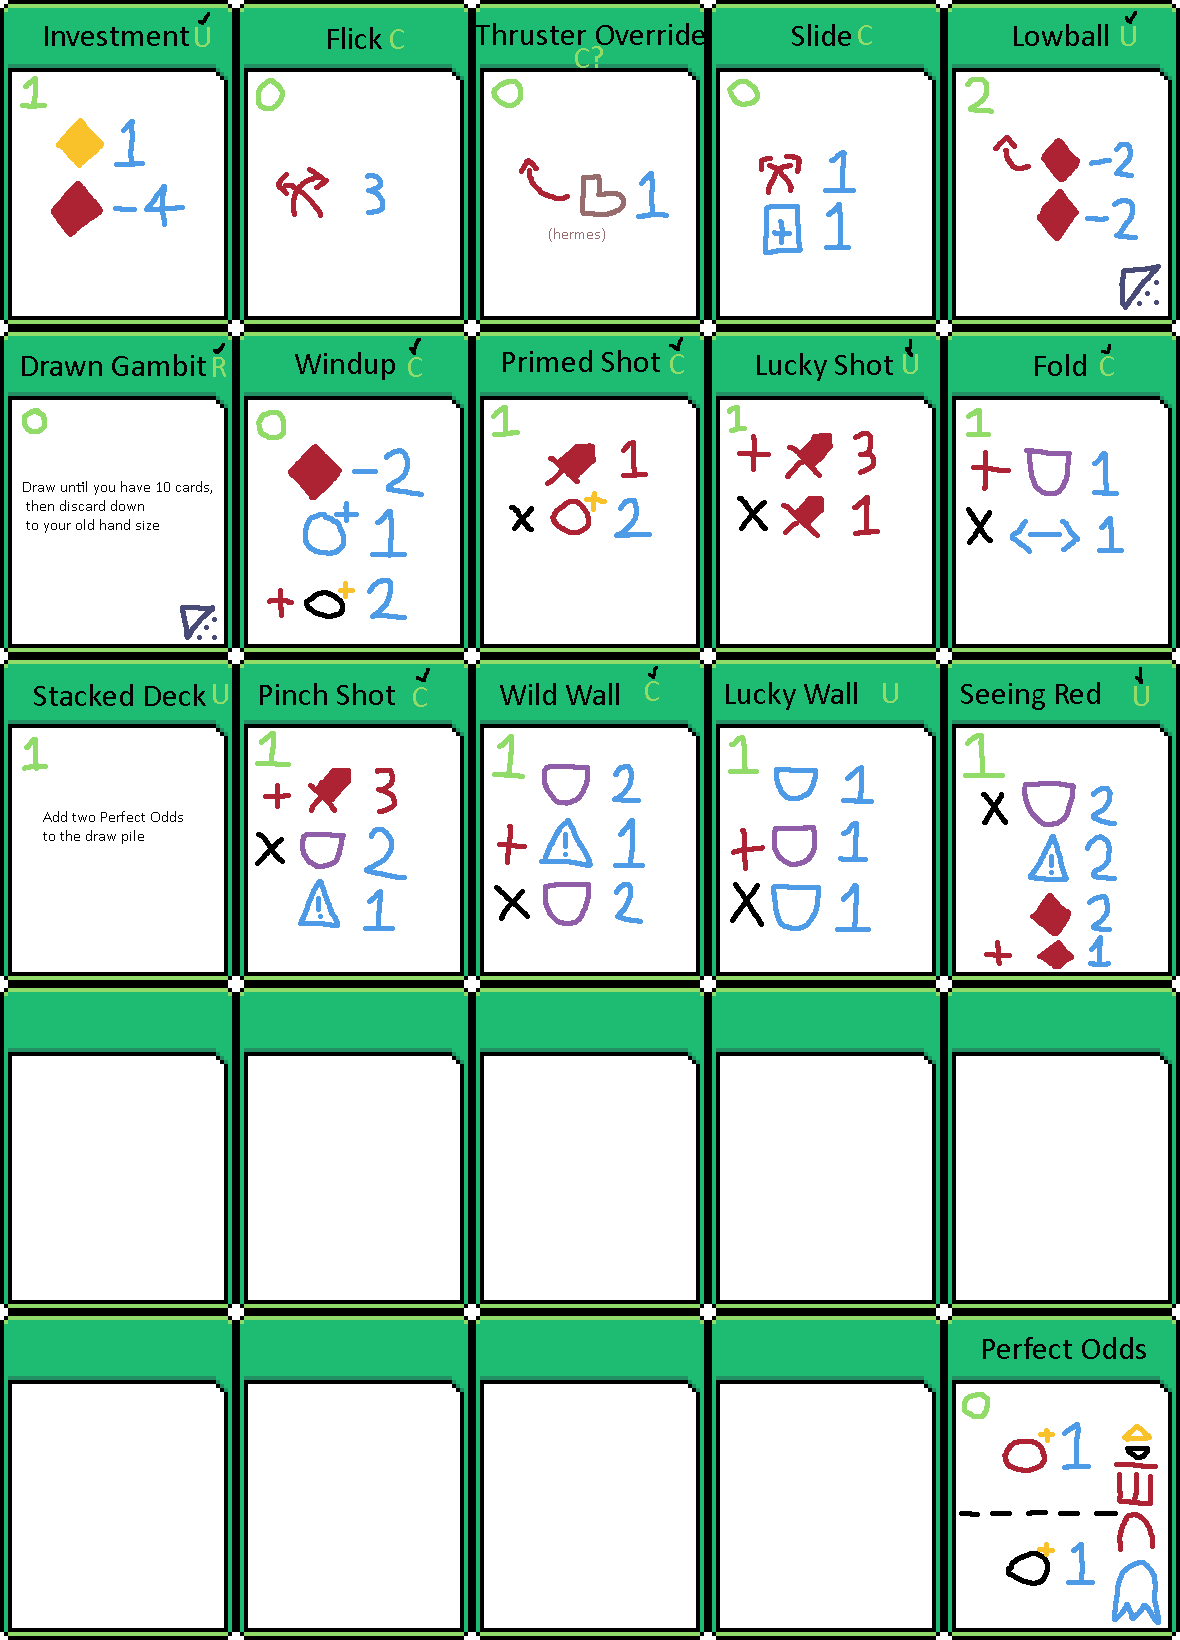 Investment U
1
1
-4
Flick C
0
3
Thruster Override
C?
0
1
(hermes)
Slide C
0
1
+ 1
Lowball U
2
-2
-2
Drawn Gambit R
0
Draw until you have 10 cards,
then discard down
to your old hand size
Windup C
0
-2
+ 1
+ + 2
Primed Shot C
1
1
x + 2
Lucky Shot U
1
+ 3
x 1
Fold C
1
+ 1
X <-> 1
Stacked Deck U
1
Add two Perfect Odds
to the draw pile
Pinch Shot C
1
+ 3
X 2
! 1
Wild Wall C
1
2
+ ! 1
X 2
Lucky Wall U
1
1
+ 1
X 1
Seeing Red U
1
X 2
! 2
2
+ 1
Perfect Odds
0
+ 1
+ 1